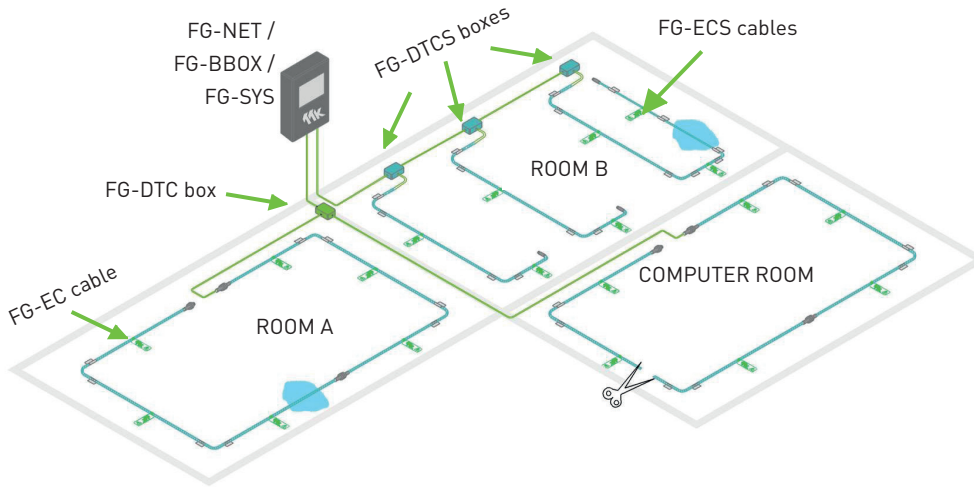 FG-NET /
FG-BBOX /
FG-SYS
FG-DTCS boxes
FG-ECS cables
ROOM B
FG-DTC box
COMPUTER ROOM
FG-EC cable
ROOM A